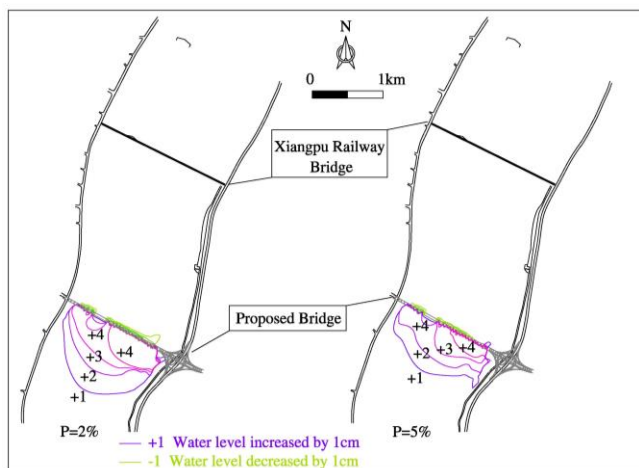 N
0 1km
Xiangpu Railway
Bridge
Proposed Bridge
+4
+4
+3
+2
+1
+4
+3 +4
+2
+1
P=2%
P=5%
+1 Water level increased by 1cm
-1 Water level decreased by 1cm